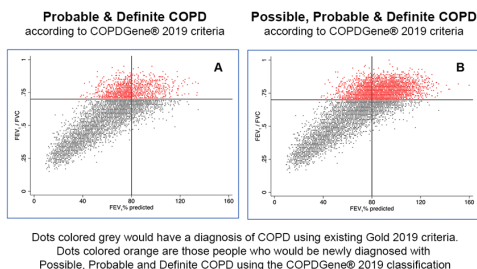 Probable & Definite COPD
according to COPDGene® 2019 criteria
Possible, Probable & Definite COPD
according to COPDGene® 2019 criteria
A
FEV₁ / FVC
1
.75
.5
.25
0
0
40
80
120
160
FEV₁% predicted
B
FEV₁ / FVC
1
.75
.5
.25
0
0
40
80
120
160
FEV₁% predicted
Dots colored grey would have a diagnosis of COPD using existing Gold 2019 criteria.
Dots colored orange are those people who would be newly diagnosed with
Possible, Probable and Definite COPD using the COPDGene® 2019 classification